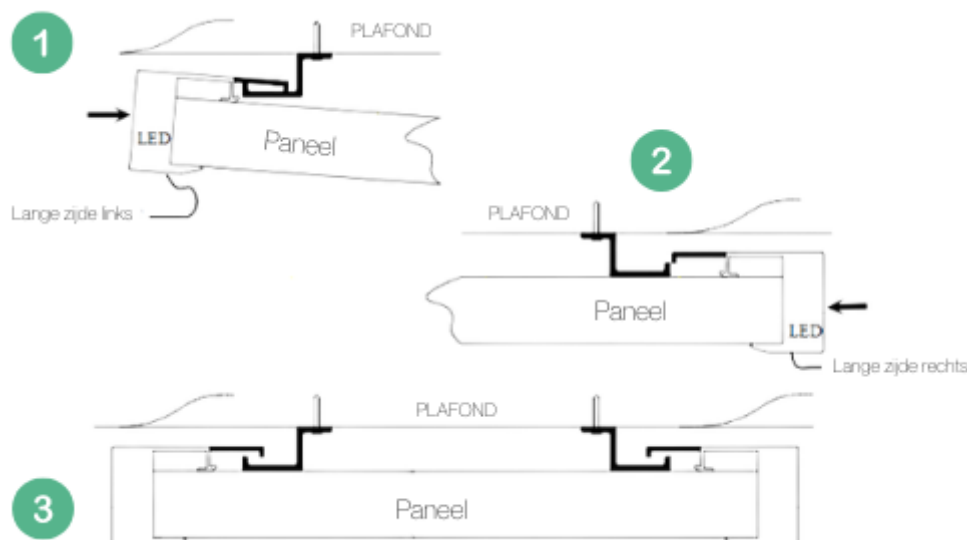 1
PLAFOND
LED
Paneel
Lange zijde links
2
PLAFOND
Paneel
LED
Lange zijde rechts
PLAFOND
3
Paneel